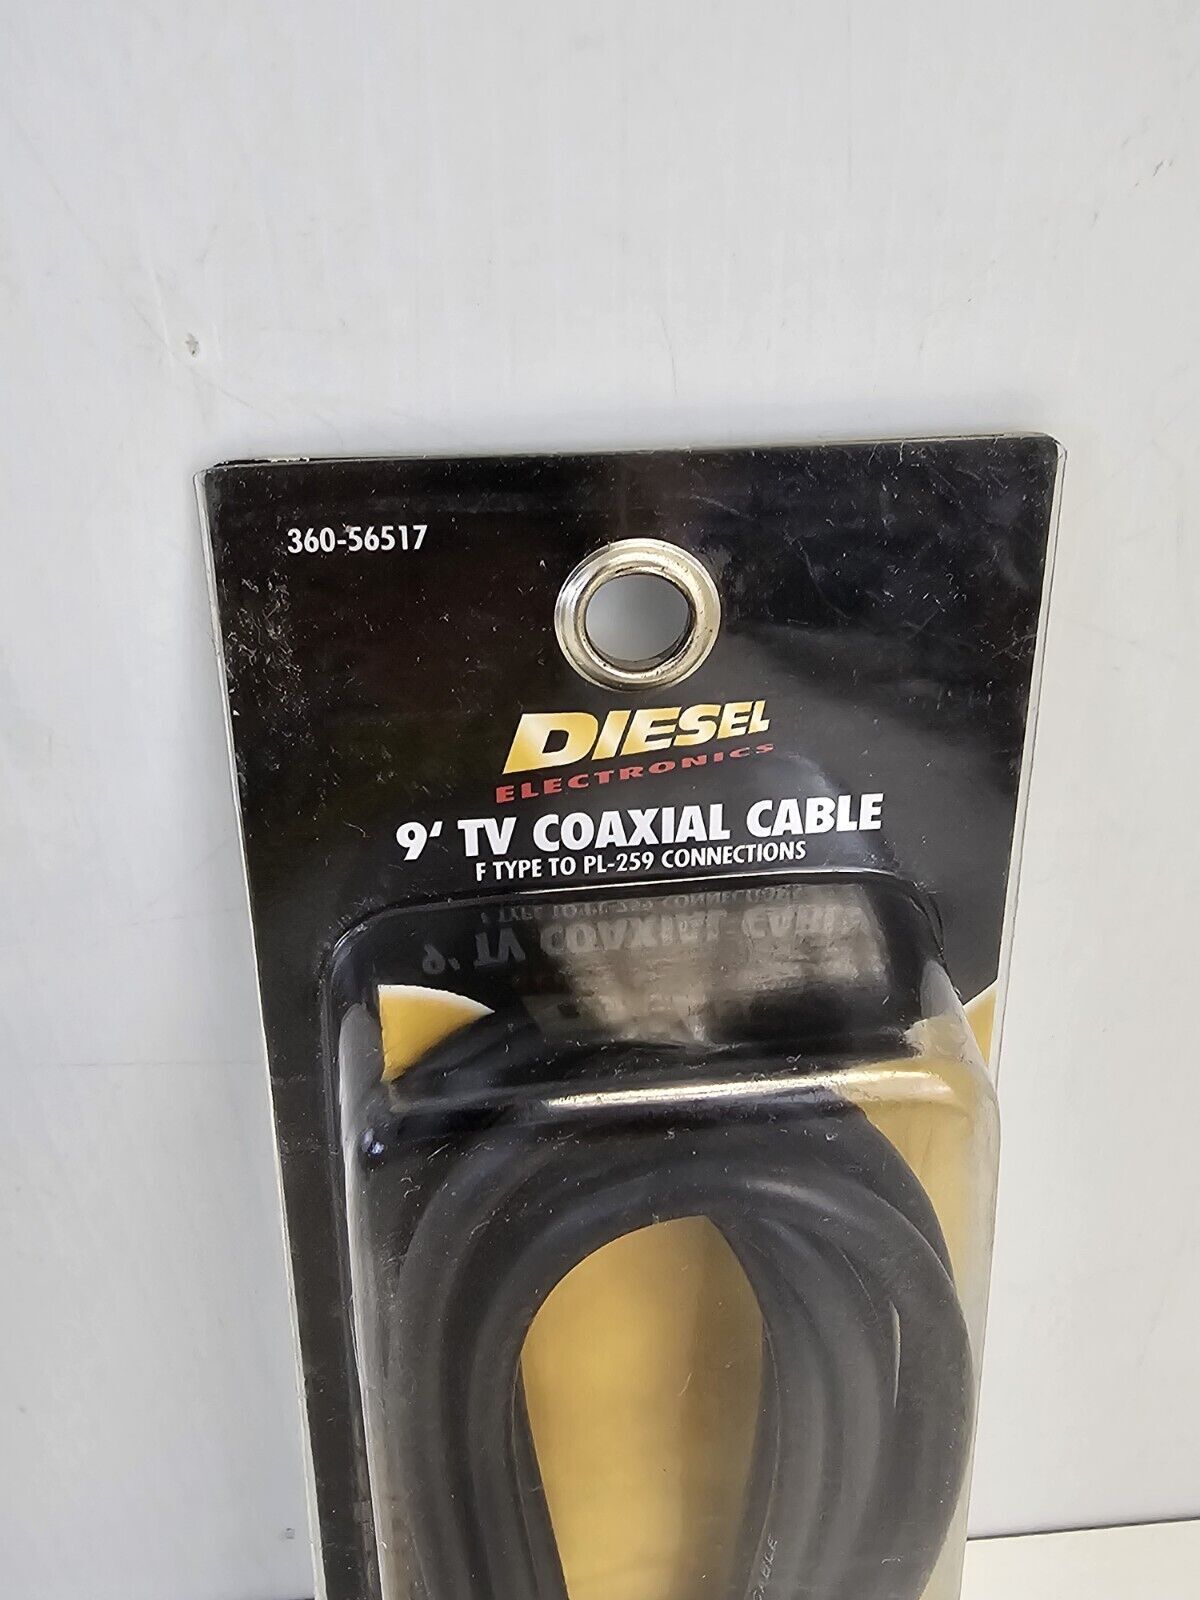 360-56517
DIESEL
ELECTRONICS
9' TV COAXIAL CABLE
F TYPE TO PL-259 CONNECTIONS